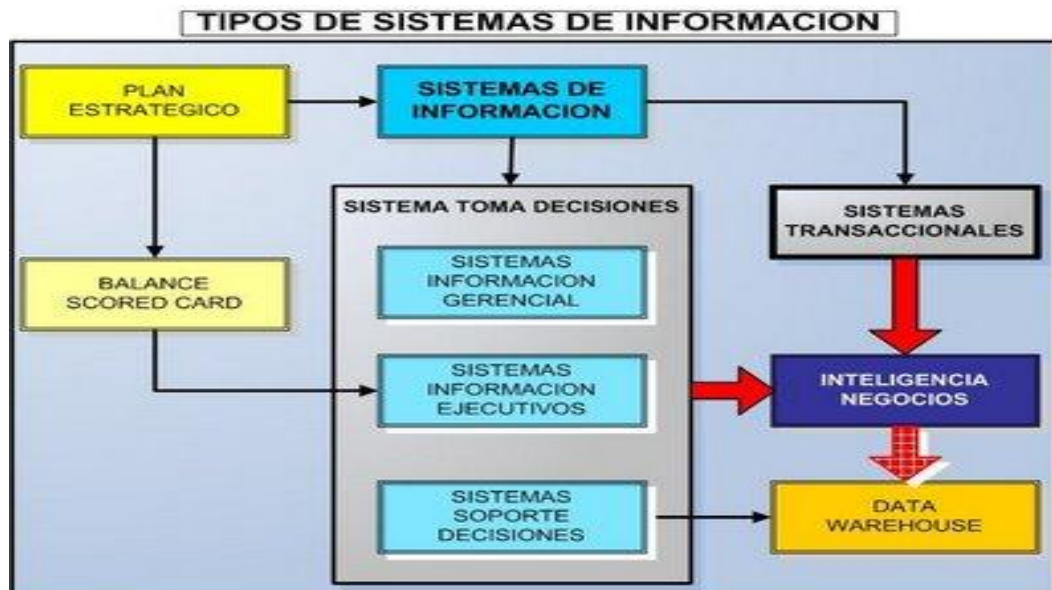 TIPOS DE SISTEMAS DE INFORMACION
PLAN
ESTRATEGICO
SISTEMAS DE
INFORMACION
SISTEMA TOMA DECISIONES
SISTEMAS
TRANSACCIONALES
SISTEMAS
INFORMACION
GERENCIAL
BALANCE
SCORED CARD
SISTEMAS
INFORMACION
EJECUTIVOS
INTELIGENCIA
NEGOCIOS
SISTEMAS
SOPORTE
DECISIONES
DATA
WAREHOUSE